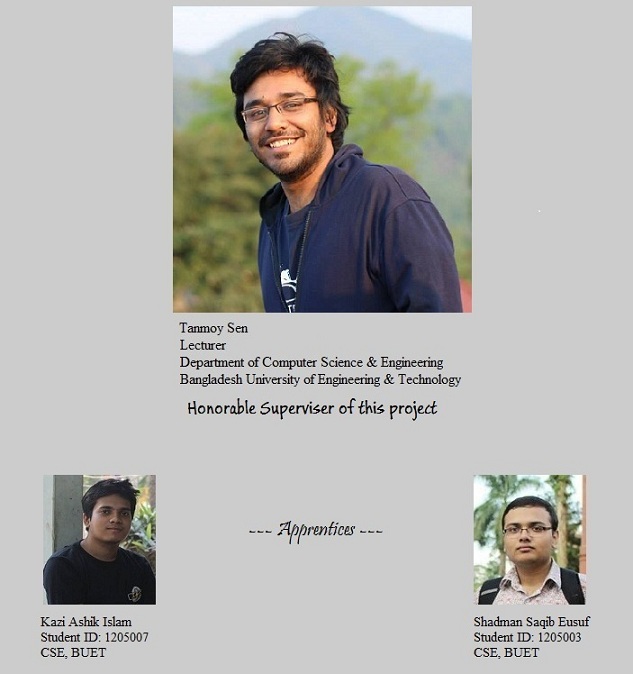 Tanmoy Sen
Lecturer
Department of Computer Science & Engineering
Bangladesh University of Engineering & Technology
Honorable Superviser of this project
--- Apprentices ---
Kazi Ashik Islam
Student ID: 1205007
CSE, BUET
Shadman Saqib Eusuf
Student ID: 1205003
CSE, BUET